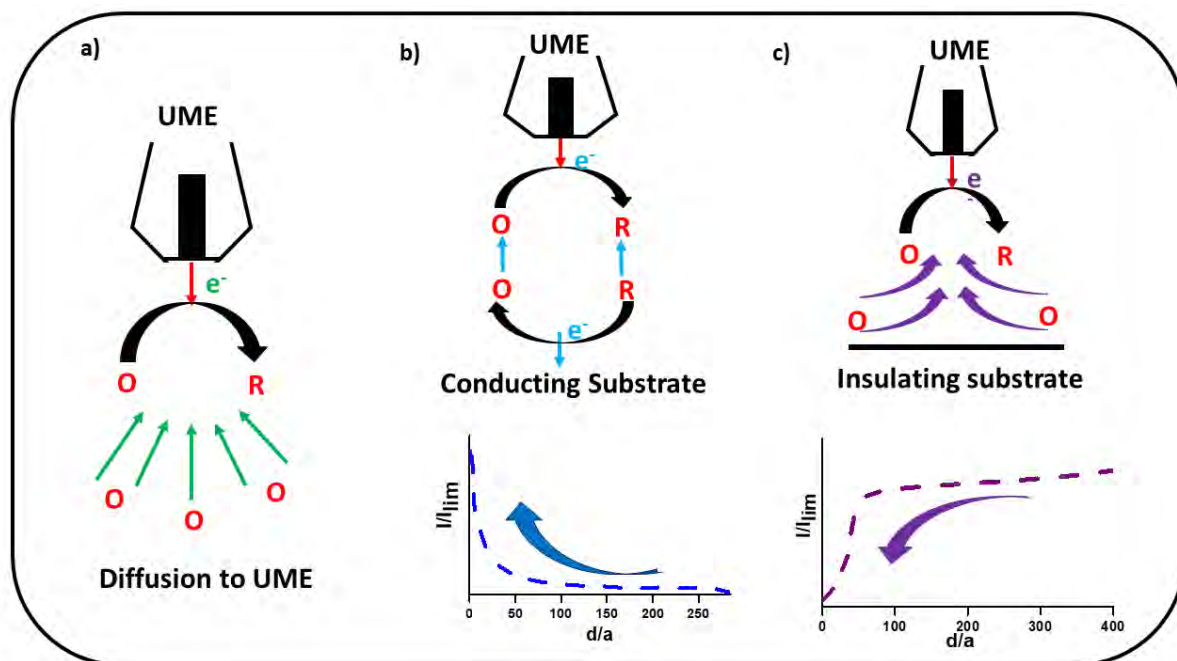 a)
UME
e-
O
R
O
O
O
O
Diffusion to UME
b)
UME
e-
O
R
O
R
e-
Conducting Substrate
I/Ilim
0
50
100
150
200
250
d/a
c)
UME
e
-
O
R
O
O
Insulating substrate
I/Ilim
0
100
200
300
400
d/a